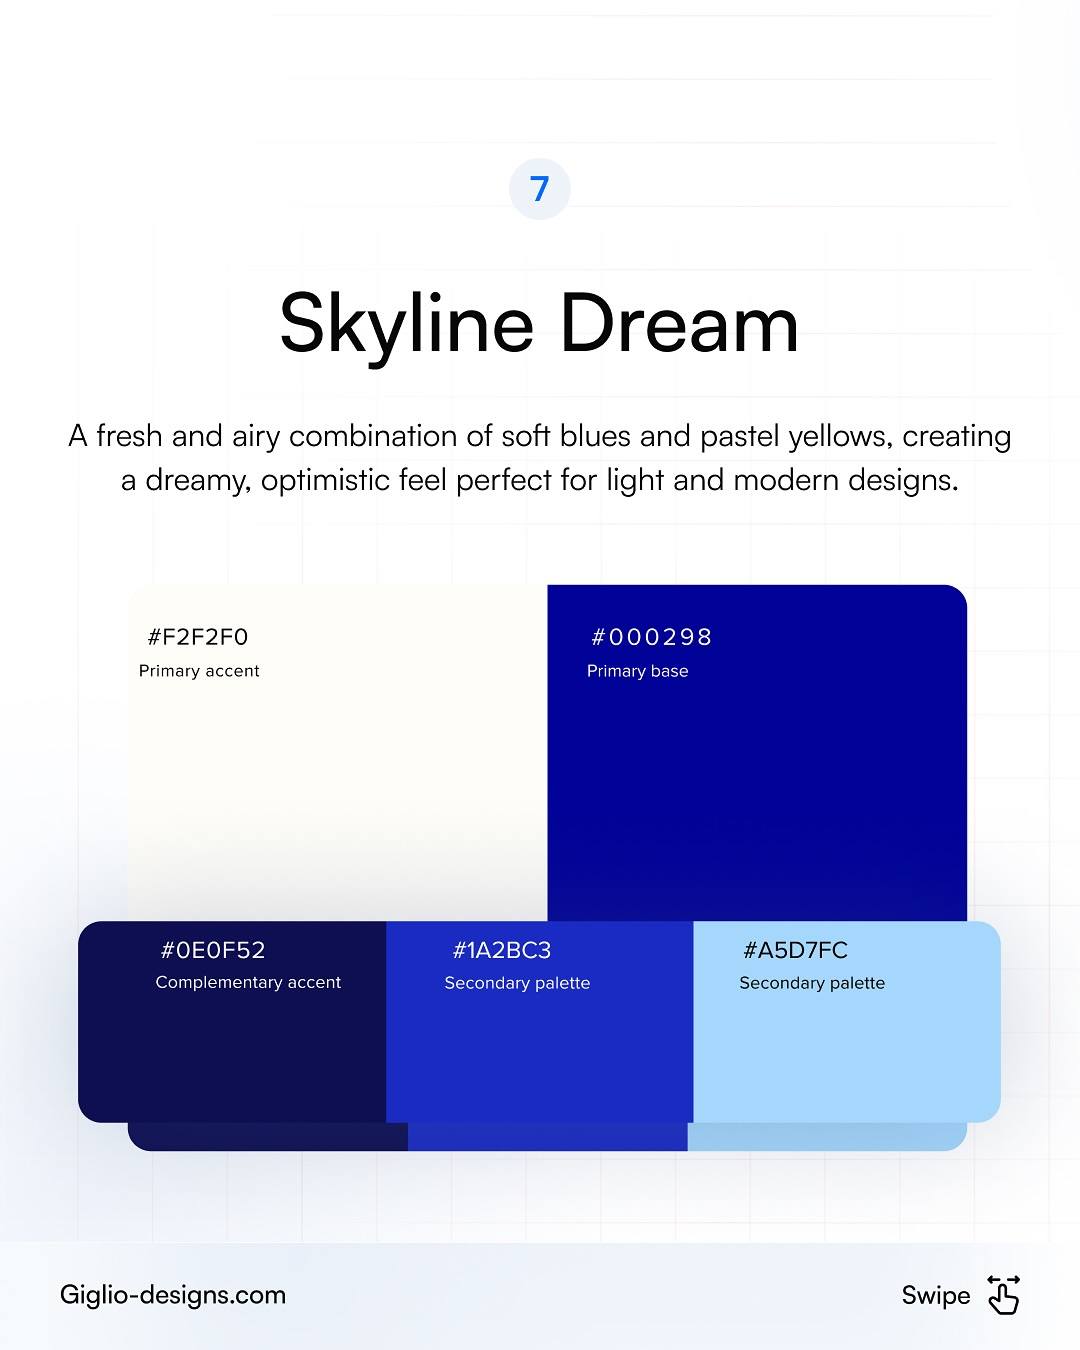 7
Skyline Dream
A fresh and airy combination of soft blues and pastel yellows, creating
a dreamy, optimistic feel perfect for light and modern designs.
#F2F2F0
Primary accent
#000298
Primary base
#0E0F52
Complementary accent
#1A2BC3
Secondary palette
#A5D7FC
Secondary palette
Giglio-designs.com
Swipe